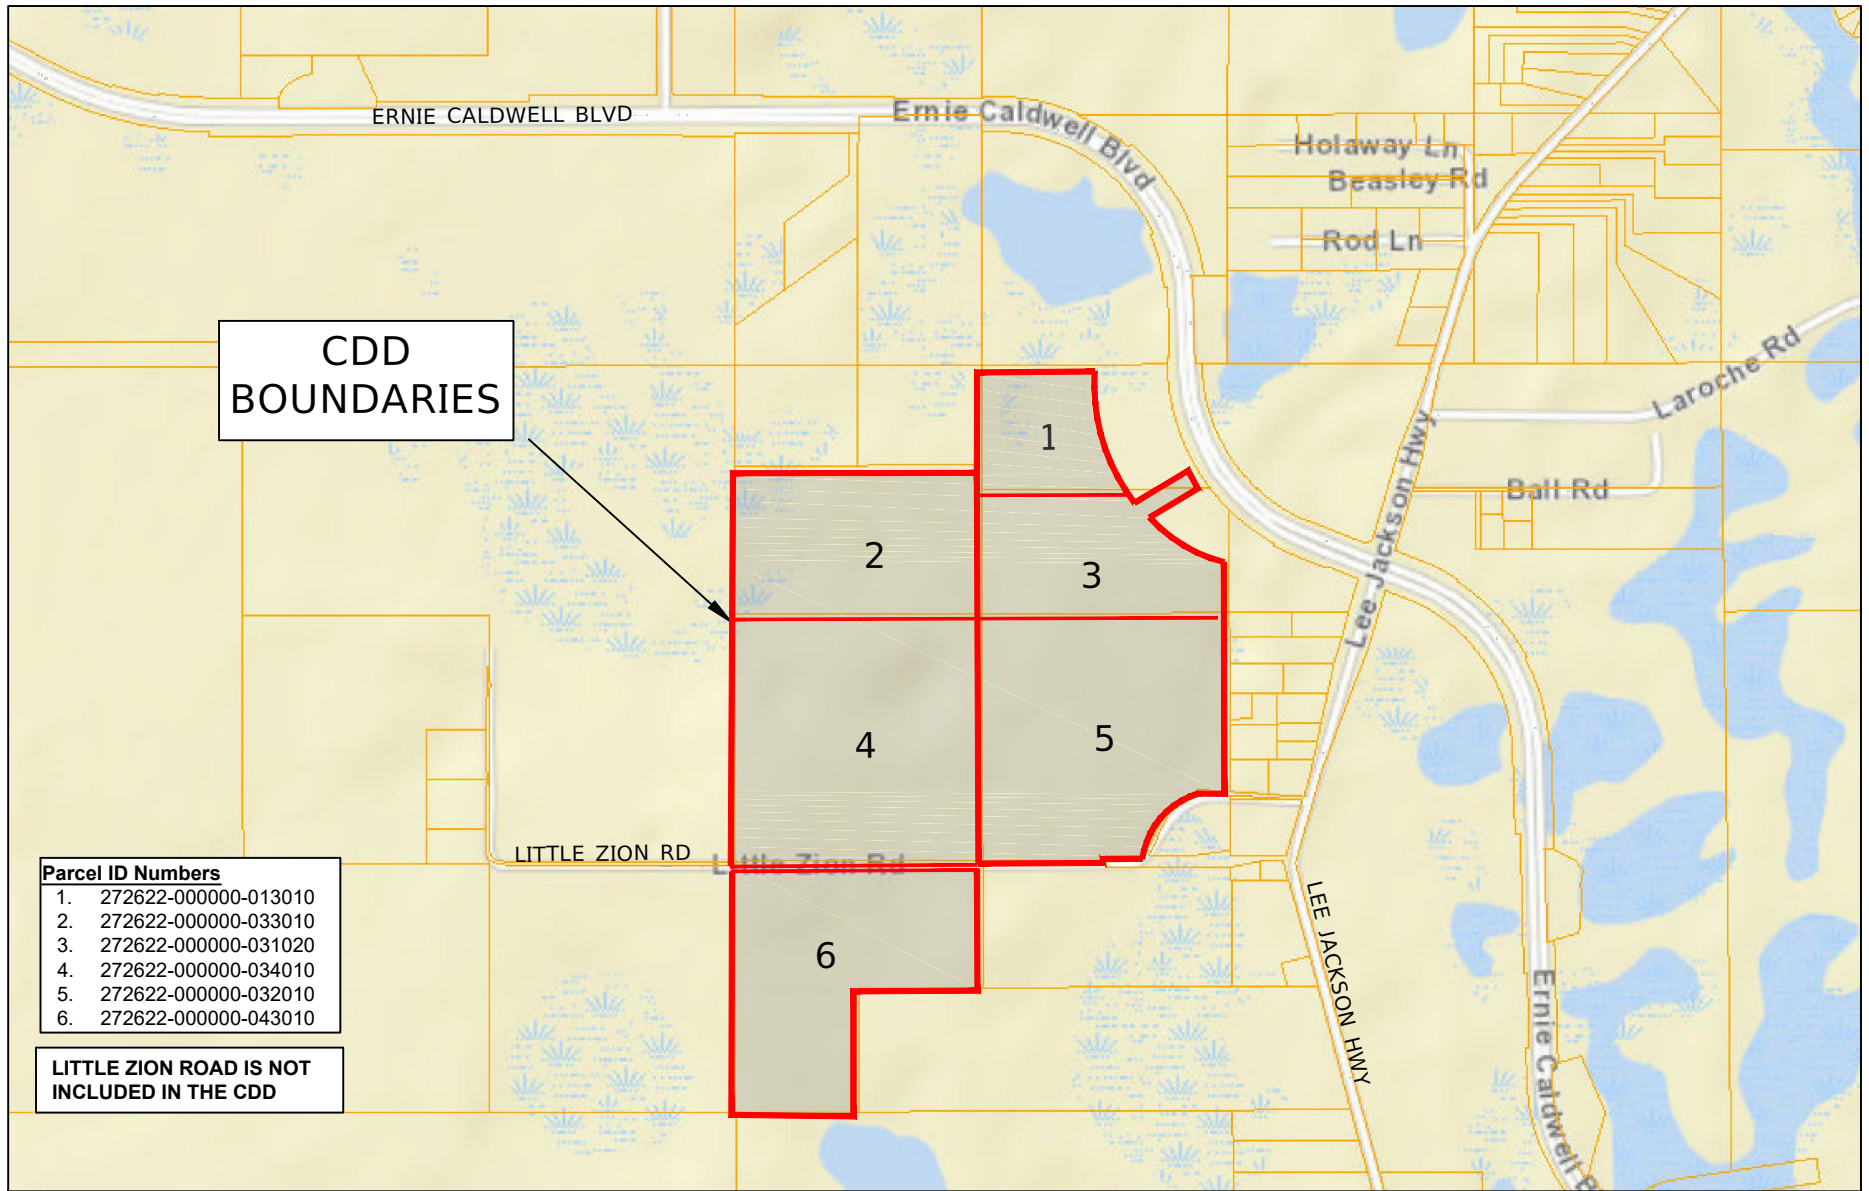 ERNIE CALDWELL BLVD
Ernie Caldwell Blvd
Holaway Ln
Beasley Rd
Rod Ln
Laroche Rd
CDD
BOUNDARIES
1
Lee Jackson Hwy
Ball Rd
2
3
4
5
LITTLE ZION RD
Little Zion Rd
6
LEE JACKSON HWY
Ernie Caldwell B
Parcel ID Numbers
1. 272622-000000-013010
2. 272622-000000-033010
3. 272622-000000-031020
4. 272622-000000-034010
5. 272622-000000-032010
6. 272622-000000-043010
LITTLE ZION ROAD IS NOT
INCLUDED IN THE CDD